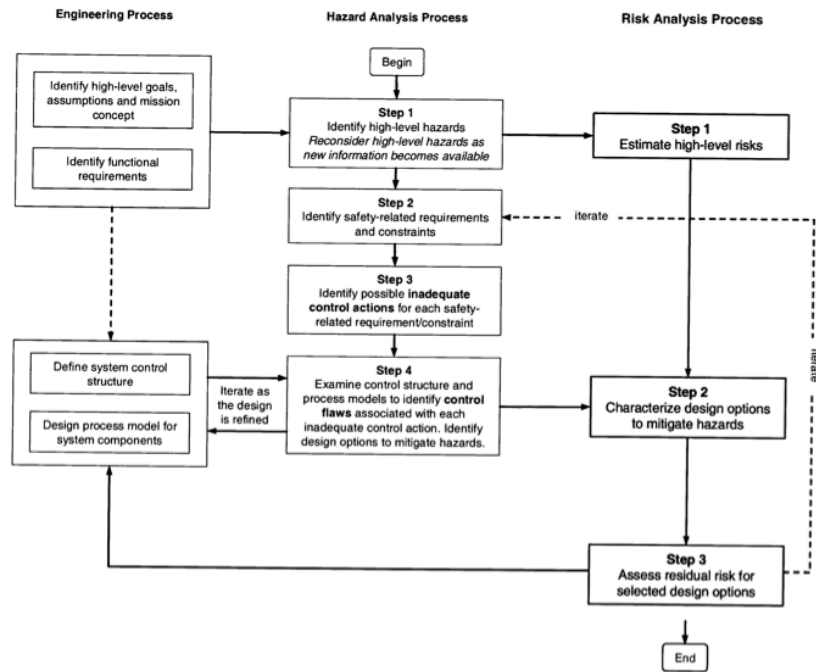 Engineering Process
Hazard Analysis Process
Risk Analysis Process
Begin
Identify high-level goals,
assumptions and mission
concept
Identify functional
requirements
Step 1
Identify high-level hazards
Reconsider high-level hazards as
new information becomes available
Step 1
Estimate high-level risks
Step 2
Identify safety-related requirements
and constraints
iterate
Step 3
Identify possible inadequate
control actions for each safety-
related requirement/constraint
iterate
Define system control
structure
Design process model for
system components
Iterate as
the design
is refined
Step 4
Examine control structure and
process models to identify control
flaws associated with each
inadequate control action. Identify
design options to mitigate hazards.
Step 2
Characterize design options
to mitigate hazards
Step 3
Assess residual risk for
selected design options
End